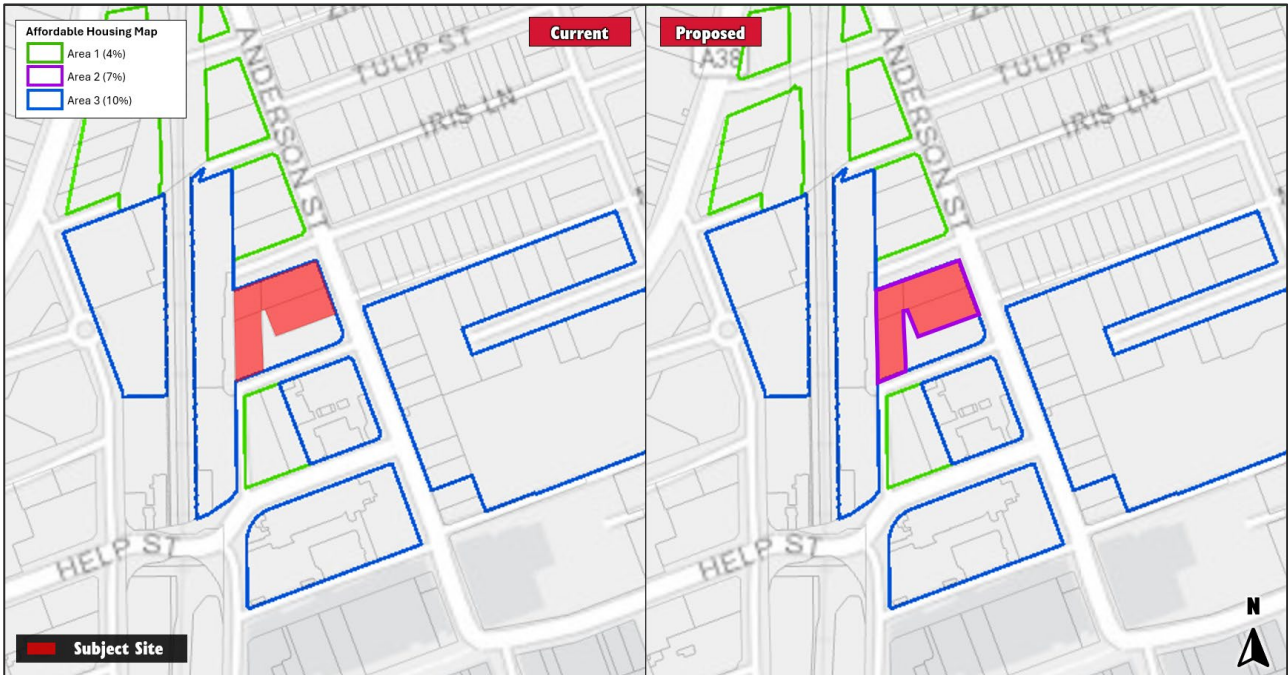 Affordable Housing Map
Area 1 (4%)
Area 2 (7%)
Area 3 (10%)
Current
Proposed
ANDERSON ST
TULIP ST
IRIS LN
HELP ST
Subject Site
A38
ANDERSON ST
TULIP ST
IRIS LN
HELP ST
N